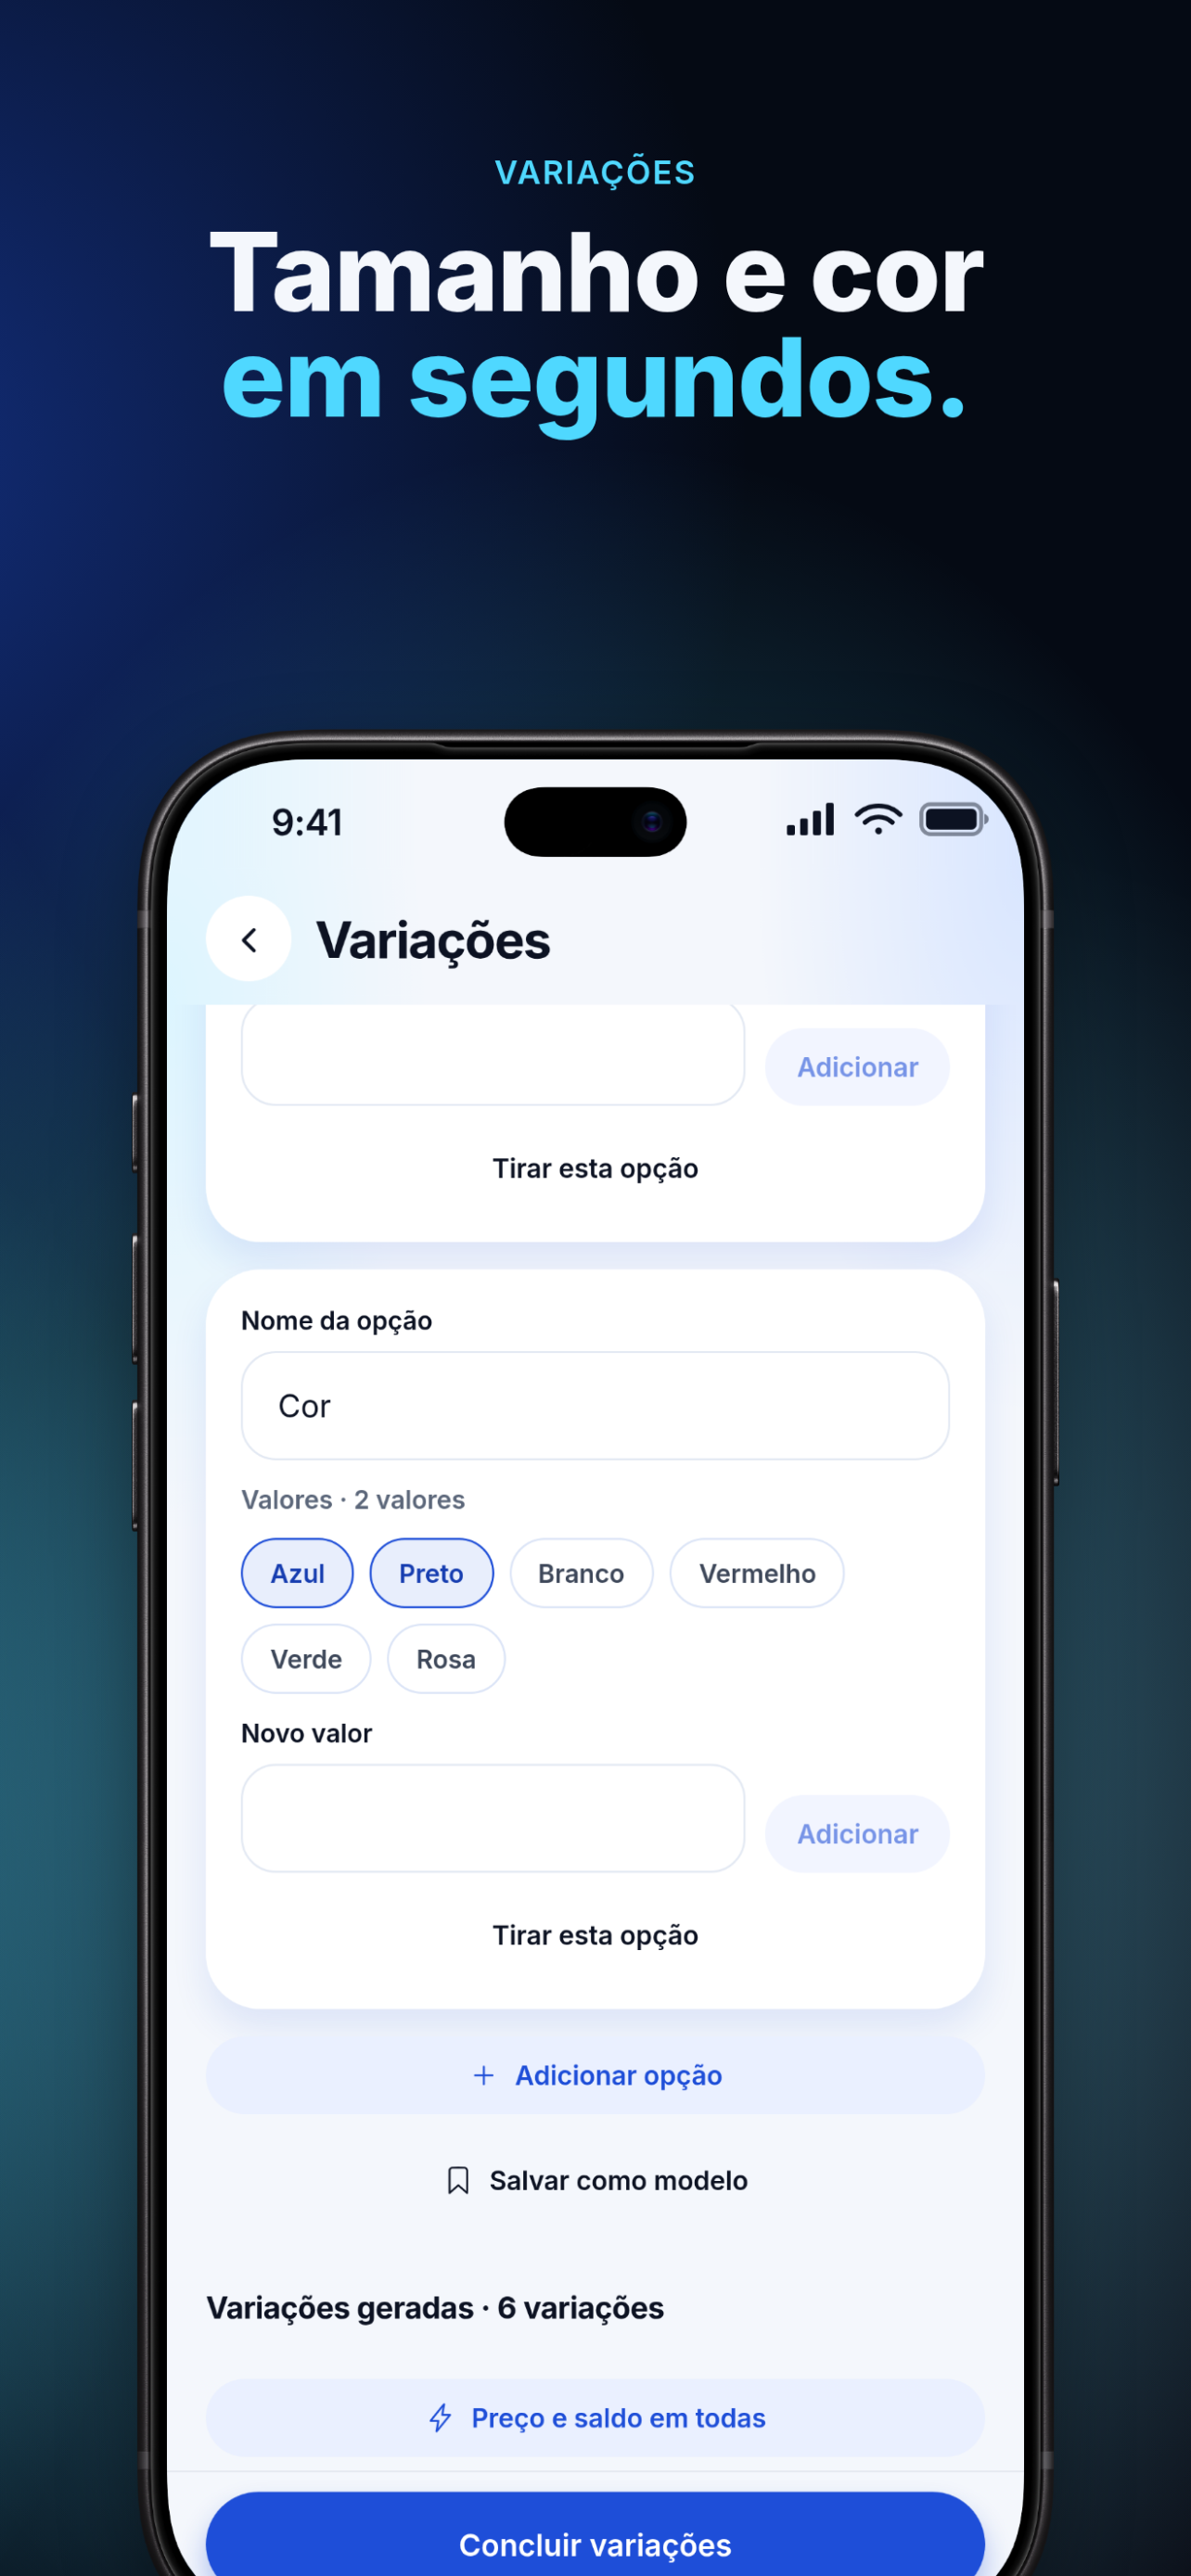 VARIAÇÕES
Tamanho e cor
em segundos.
9:41
Variações
Adicionar
Tirar esta opção
Nome da opção
Cor
Valores · 2 valores
Azul Preto Branco Vermelho
Verde Rosa
Novo valor
Adicionar
Tirar esta opção
+ Adicionar opção
Salvar como modelo
Variações geradas · 6 variações
Preço e saldo em todas
Concluir variações